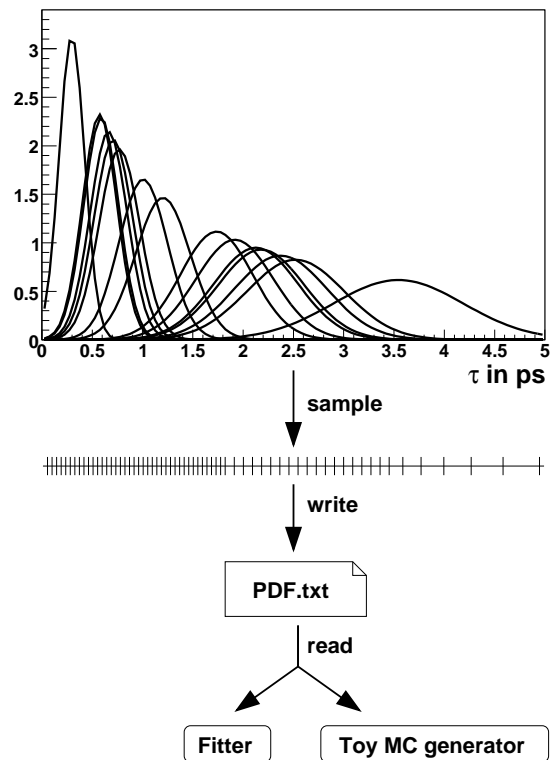 3
2.5
2
1.5
1
0.5
0
0 0.5 1 1.5 2 2.5 3 3.5 4 4.5 5
τ in ps
sample
write
PDF.txt
read
Fitter
Toy MC generator